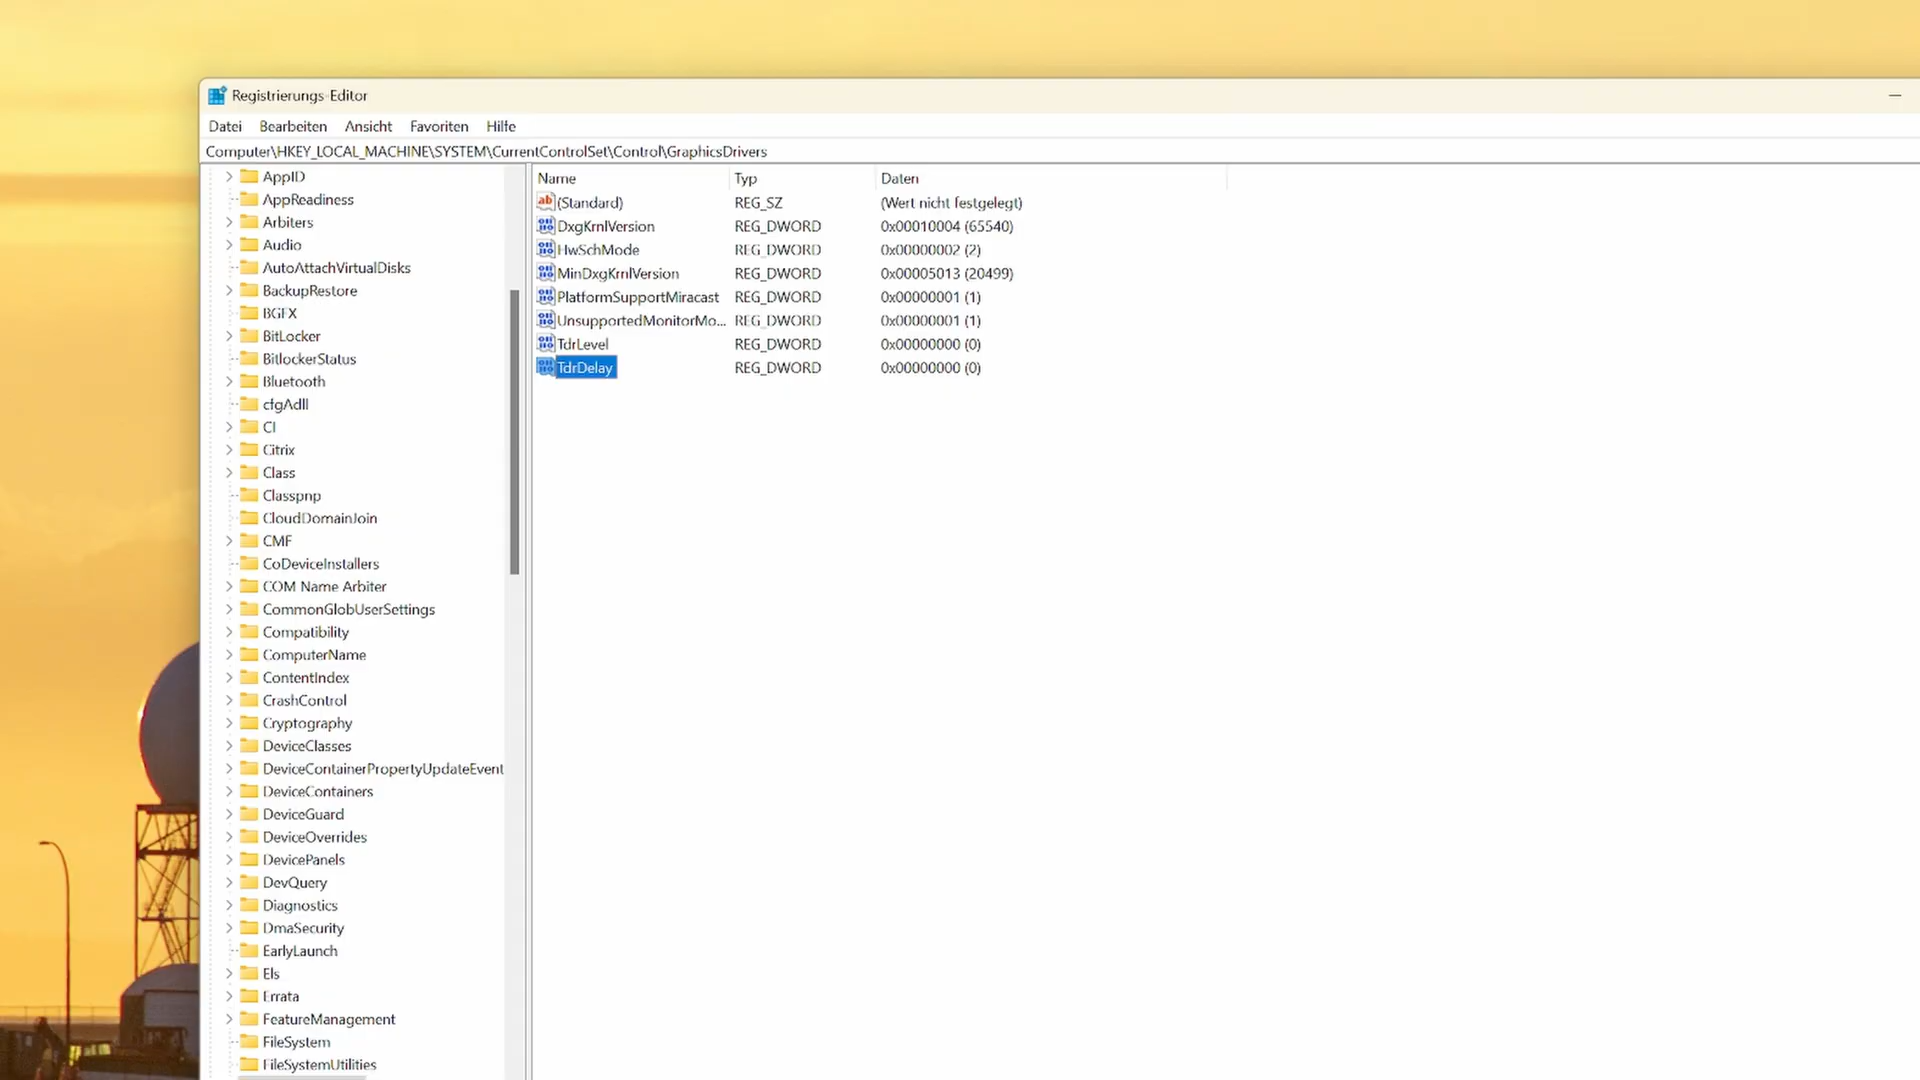 Registrierungs-Editor
Datei Bearbeiten Ansicht Favoriten Hilfe
Computer\HKEY_LOCAL_MACHINE\SYSTEM\CurrentControlSet\Control\GraphicsDrivers
AppID
AppReadiness
Arbiters
Audio
AutoAttachVirtualDisks
BackupRestore
BGFX
BitLocker
BitlockerStatus
Bluetooth
cfgAdll
CI
Citrix
Class
Classpnp
CloudDomainJoin
CMF
CoDeviceInstallers
COM Name Arbiter
CommonGlobUserSettings
Compatibility
ComputerName
ContentIndex
CrashControl
Cryptography
DeviceClasses
DeviceContainerPropertyUpdateEvent
DeviceContainers
DeviceGuard
DeviceOverrides
DevicePanels
DevQuery
Diagnostics
DmaSecurity
EarlyLaunch
Els
Errata
FeatureManagement
FileSystem
FileSystemUtilities
Name Typ Daten
(Standard) REG_SZ (Wert nicht festgelegt)
DxgKrnlVersion REG_DWORD 0x00010004 (65540)
HwSchMode REG_DWORD 0x00000002 (2)
MinDxgKrnlVersion REG_DWORD 0x00005013 (20499)
PlatformSupportMiracast REG_DWORD 0x00000001 (1)
UnsupportedMonitorMo... REG_DWORD 0x00000001 (1)
TdrLevel REG_DWORD 0x00000000 (0)
TdrDelay REG_DWORD 0x00000000 (0)